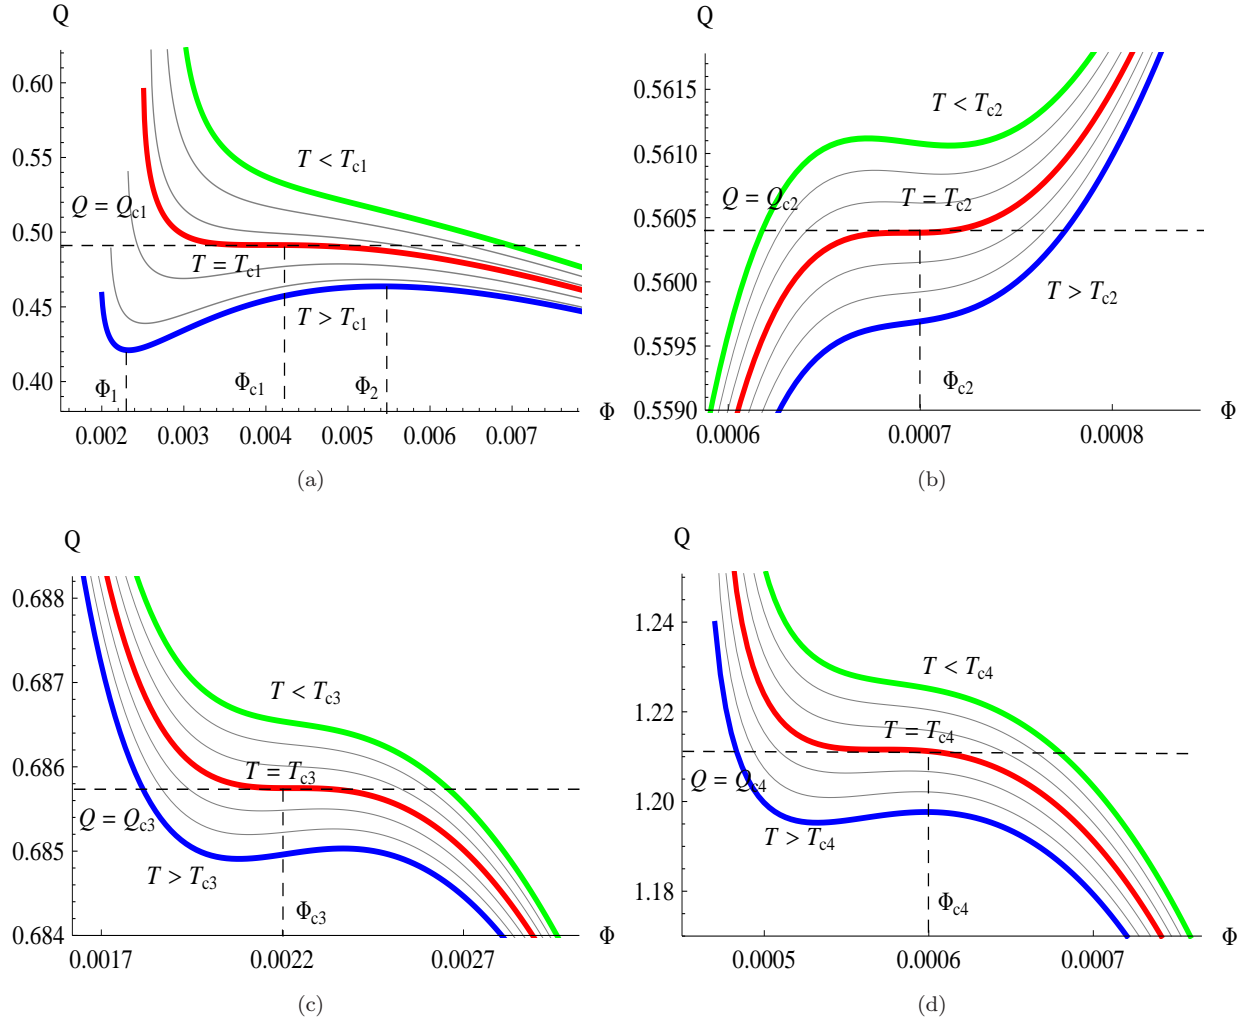 Q
0.60
0.55
0.50
0.45
0.40
T < Tc1
Q = Qc1
T = Tc1
T > Tc1
Φ1
Φc1
Φ2
Φ
0.002 0.003 0.004 0.005 0.006 0.007
(a)
Q
0.5615
0.5610
0.5605
0.5600
0.5595
0.5590
T < Tc2
Q = Qc2
T = Tc2
T > Tc2
Φc2
Φ
0.0006 0.0007 0.0008
(b)
Q
0.688
0.687
0.686
0.685
0.684
T < Tc3
T = Tc3
Q = Qc3
T > Tc3
Φc3
Φ
0.0017 0.0022 0.0027
(c)
Q
1.24
1.22
1.20
1.18
T < Tc4
T = Tc4
Q = Qc4
T > Tc4
Φc4
Φ
0.0005 0.0006 0.0007
(d)